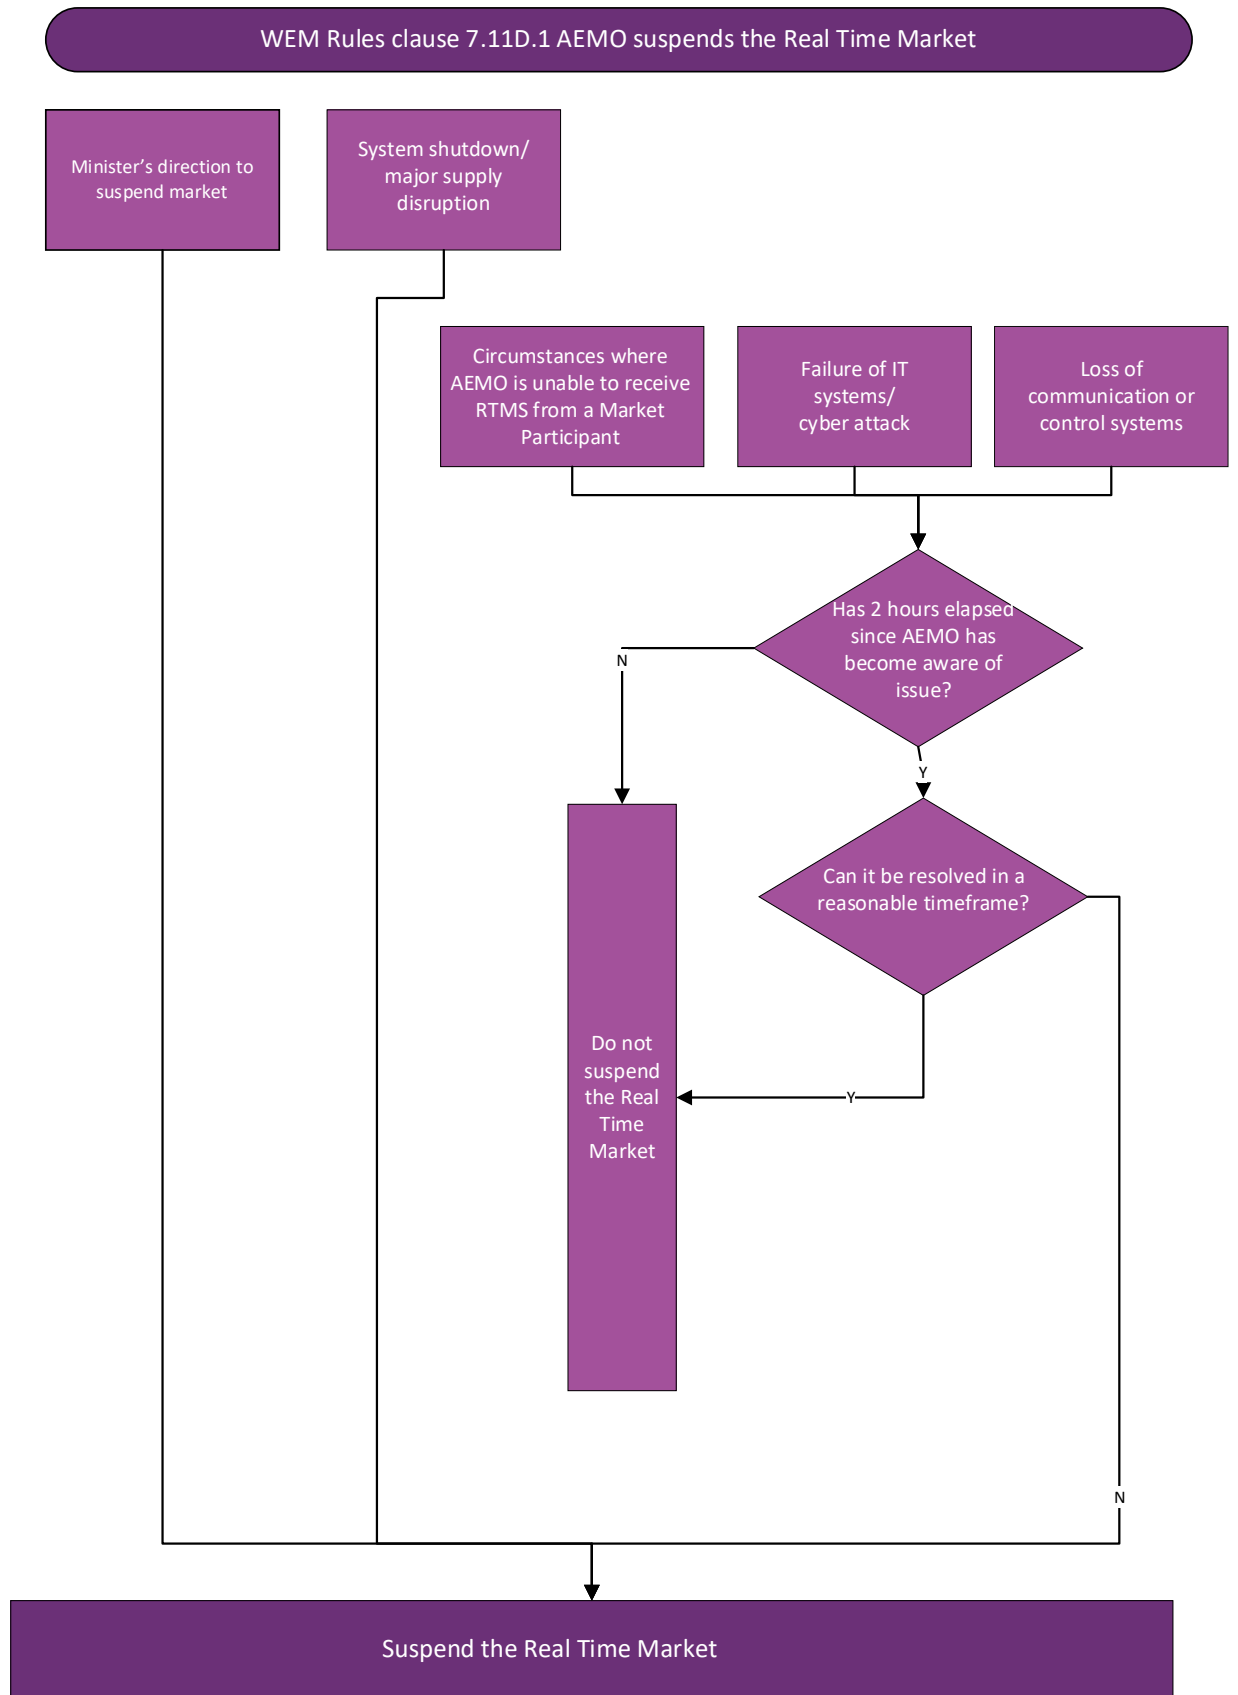 WEM Rules clause 7.11D.1 AEMO suspends the Real Time Market
Minister’s direction to
suspend market
System shutdown/
major supply
disruption
Circumstances where
AEMO is unable to receive
RTMS from a Market
Participant
Failure of IT
systems/
cyber attack
Loss of
communication or
control systems
Has 2 hours elapsed
since AEMO has
become aware of
issue?
N
Y
Can it be resolved in a
reasonable timeframe?
Do not
suspend
the Real
Time
Market
Y
N
Suspend the Real Time Market